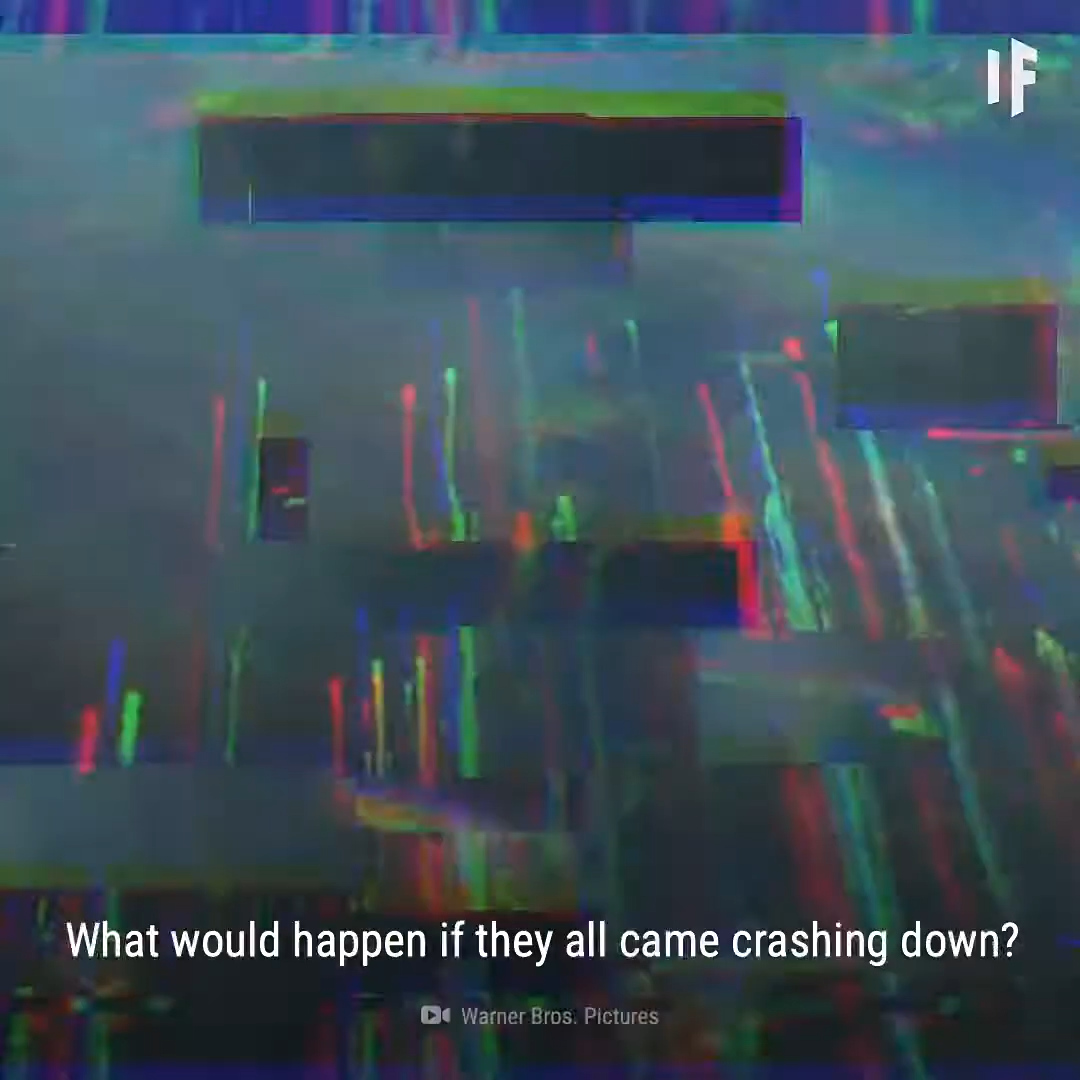 IF
What would happen if they all came crashing down?
Warner Bros. Pictures